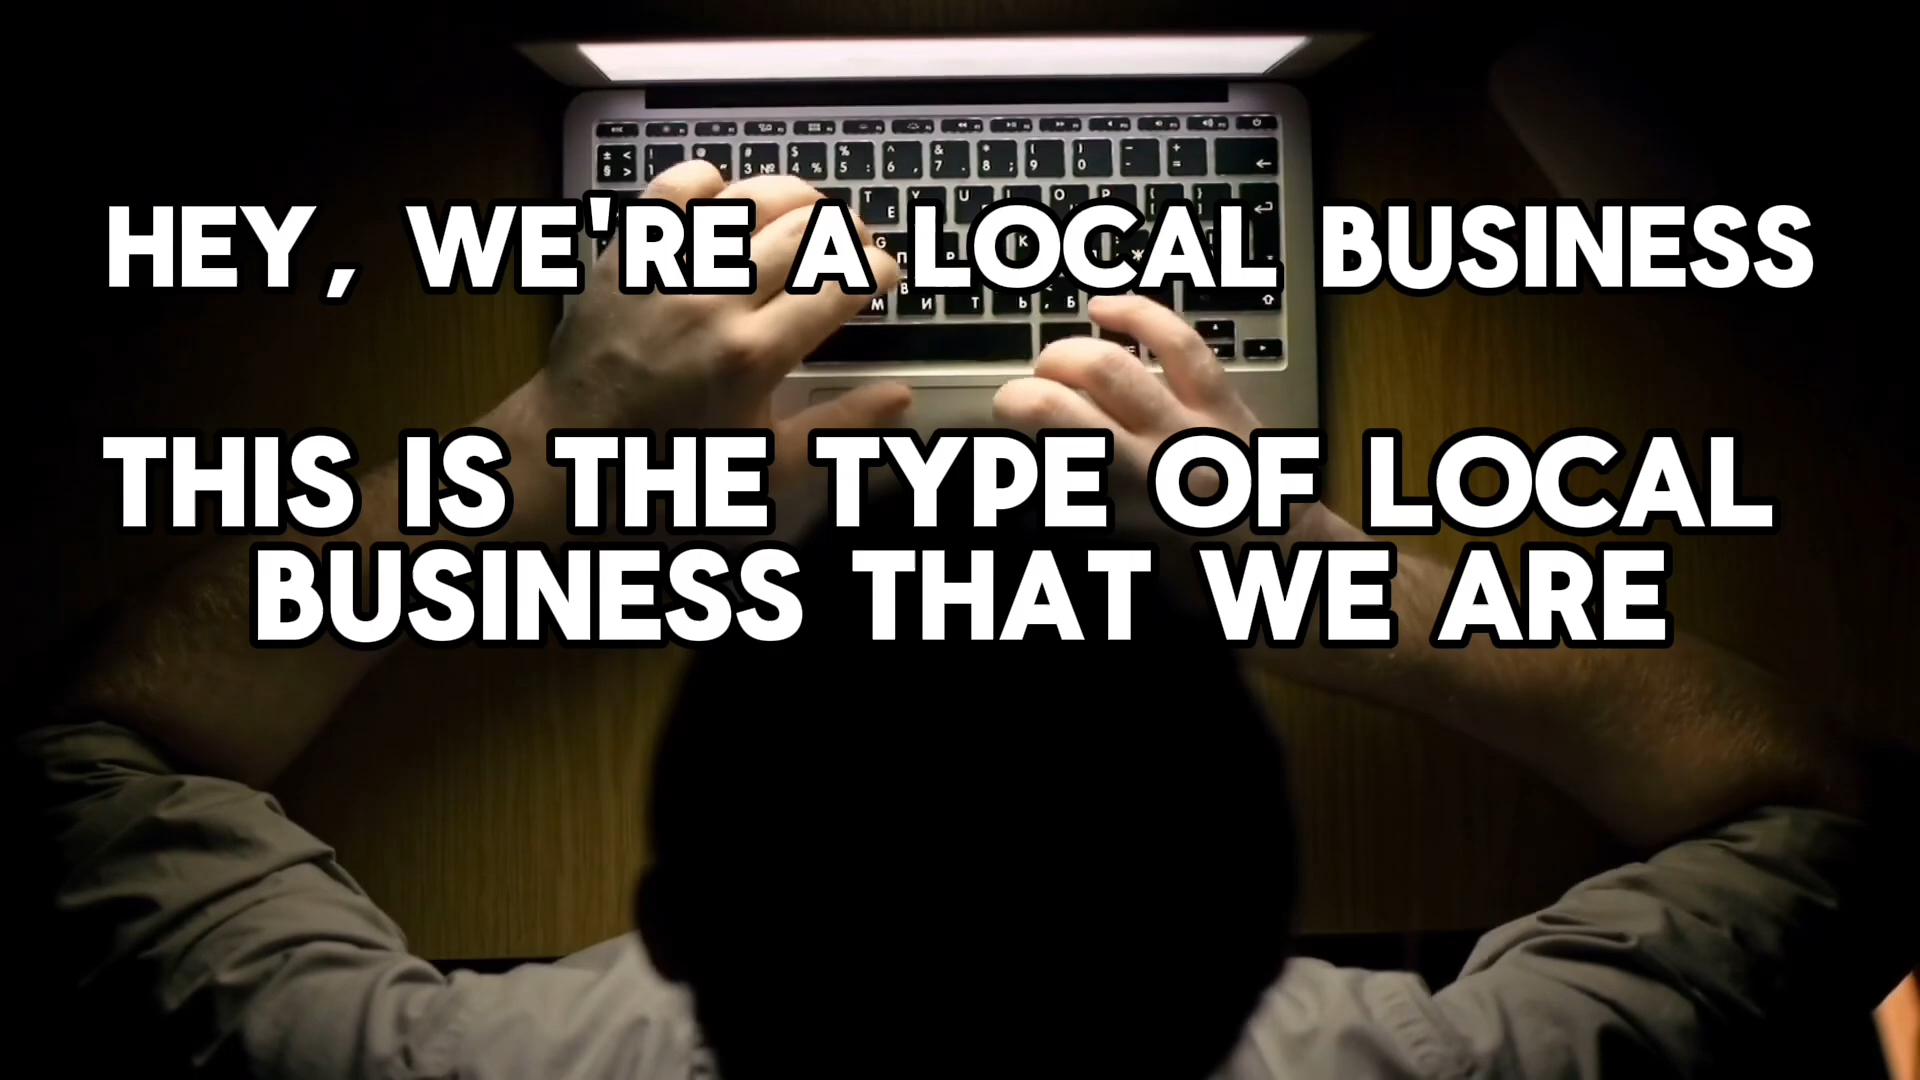 HEY, WE'RE A LOCAL BUSINESS
THIS IS THE TYPE OF LOCAL
BUSINESS THAT WE ARE